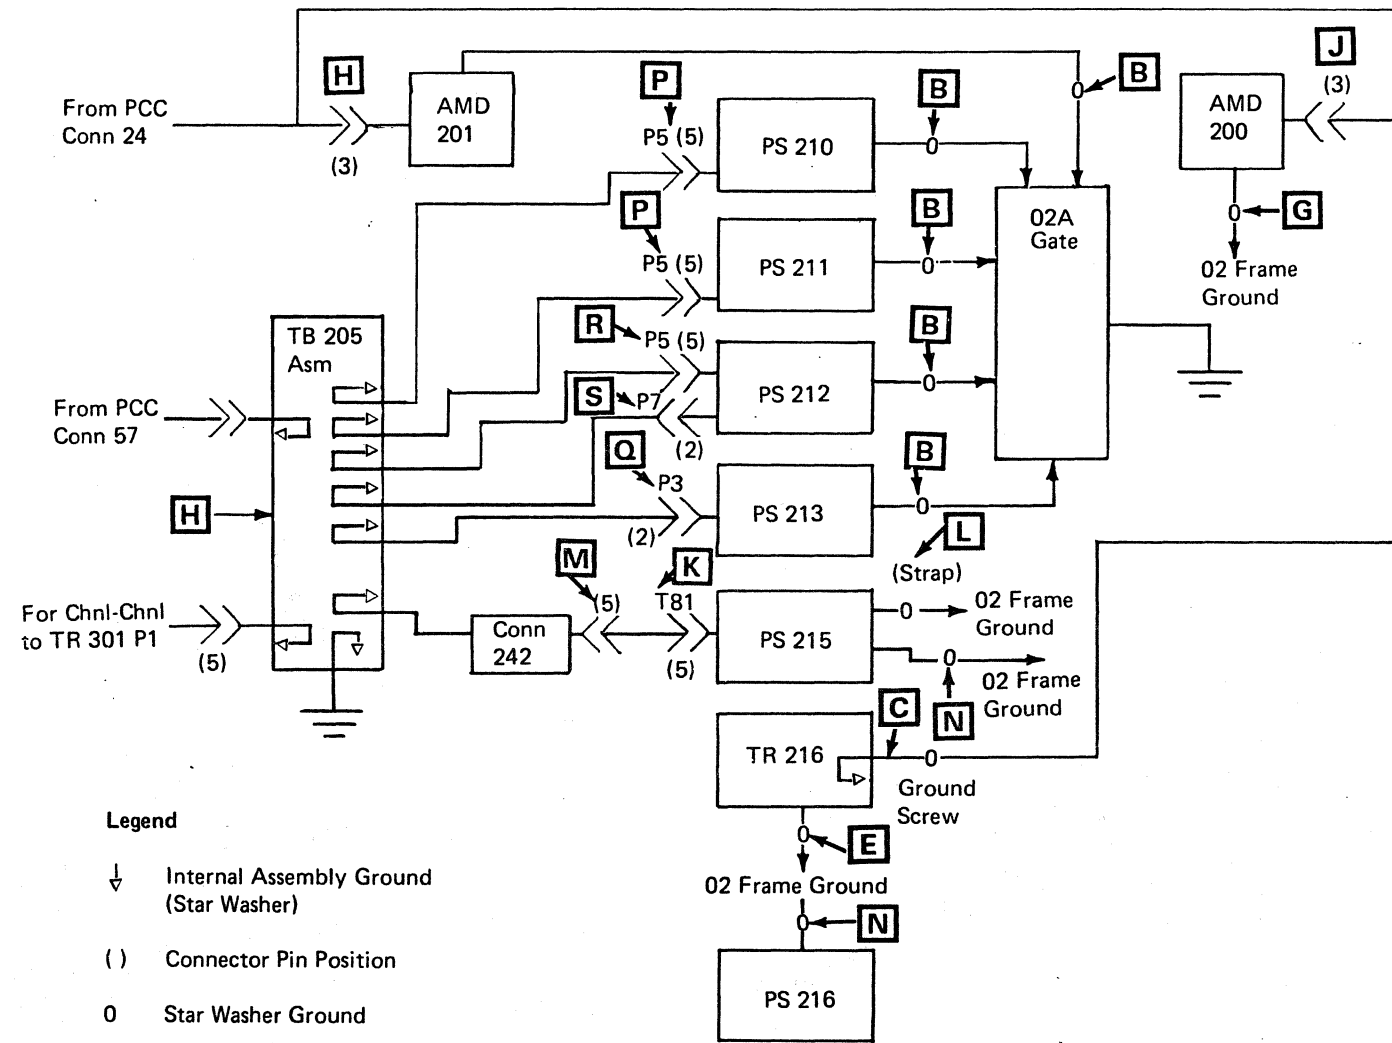 H
J
B
P
B
AMD
201
(3)
AMD
200
From PCC
Conn 24
(3)
P5 (5)
PS 210
0
0
P
B
02A
Gate
0
G
P5 (5)
PS 211
0
02 Frame
Ground
R
P5 (5)
B
TB 205
Asm
S
P7
PS 212
0
From PCC
Conn 57
(2)
Q
P3
B
H
PS 213
0
(2)
L
(Strap)
M
K
(5)
T81
For Chnl-Chnl
to TR 301 P1
(5)
Conn
242
(5)
PS 215
0
02 Frame
Ground
0
02 Frame
Ground
C
N
TR 216
0
Ground
Screw
0
E
02 Frame Ground
0
N
PS 216
Legend
Internal Assembly Ground
(Star Washer)
( ) Connector Pin Position
0 Star Washer Ground